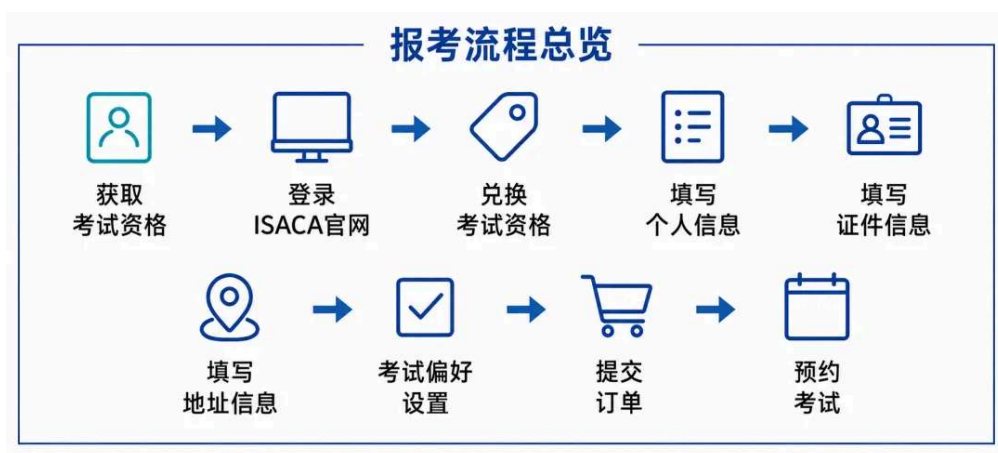 报考流程总览
获取
考试资格
登录
ISACA官网
兑换
考试资格
填写
个人信息
填写
证件信息
填写
地址信息
考试偏好
设置
提交
订单
预约
考试